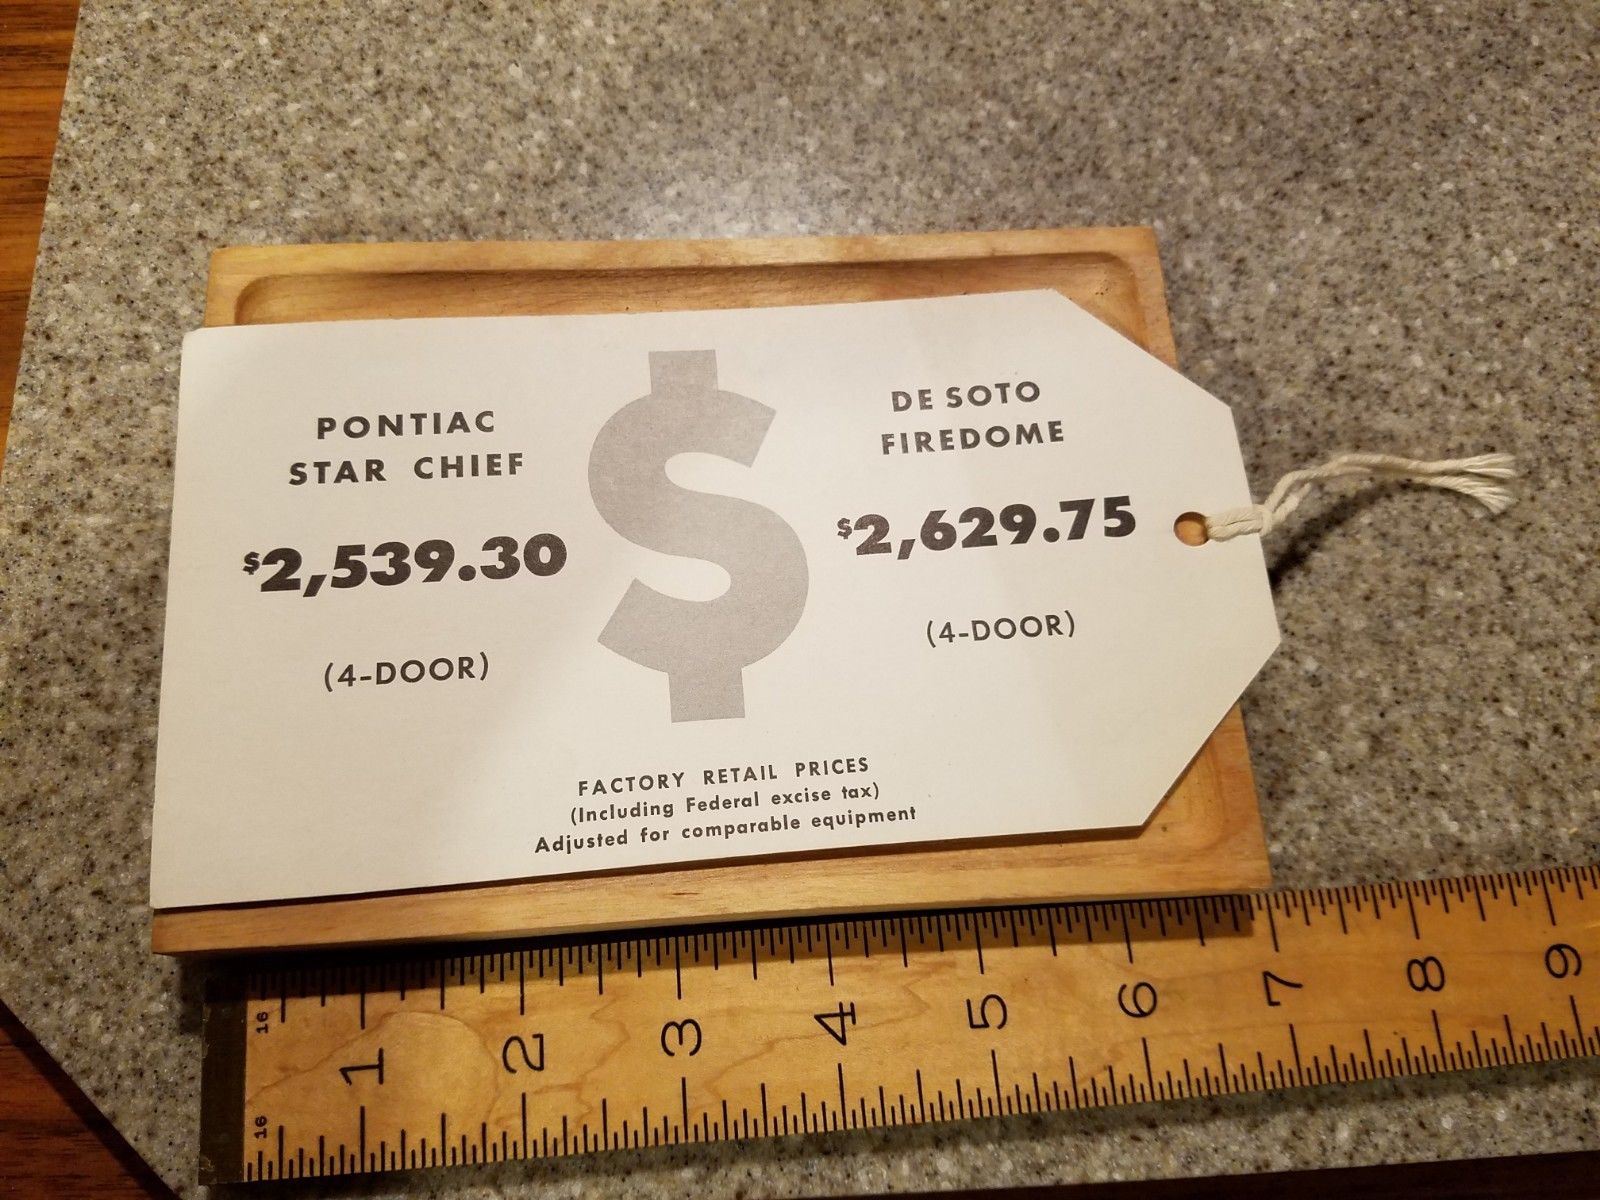 PONTIAC
STAR CHIEF
$2,539.30
(4-DOOR)
$
DE SOTO
FIREDOME
$2,629.75
(4-DOOR)
FACTORY RETAIL PRICES
(Including Federal excise tax)
Adjusted for comparable equipment
16
1 2 3 4 5 6 7 8 9
16